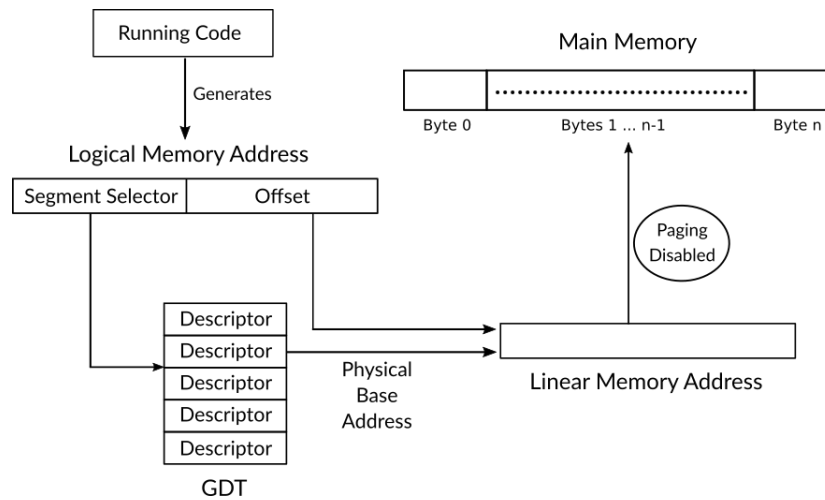 Running Code
Generates
Logical Memory Address
Segment Selector
Offset
Descriptor
Descriptor
Descriptor
Descriptor
Descriptor
GDT
Physical
Base
Address
Main Memory
Byte 0
Bytes 1 ... n-1
Byte n
Paging
Disabled
Linear Memory Address